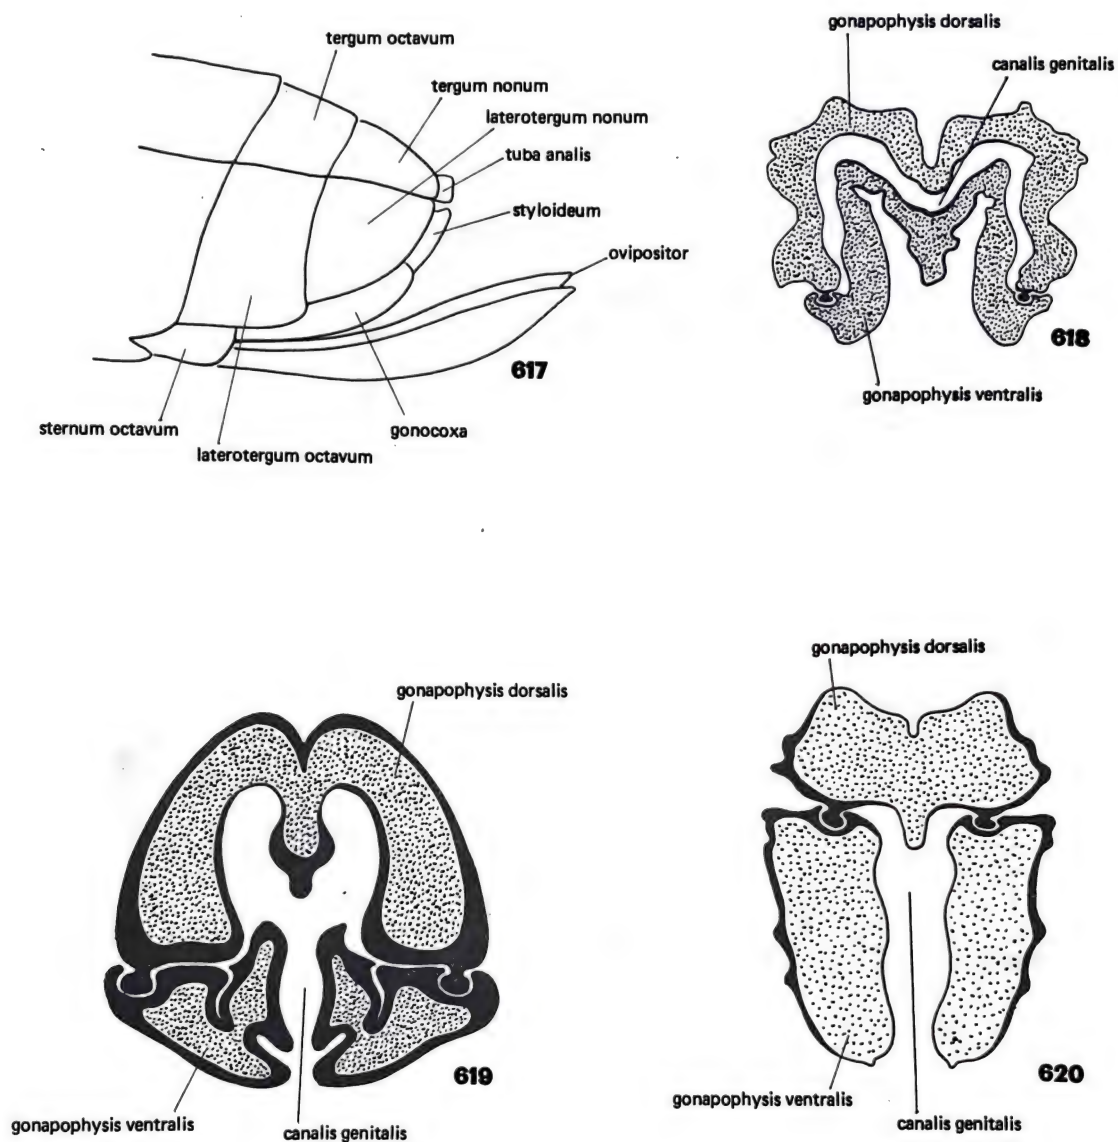 tergum octavum
tergum nonum
laterotergum nonum
tuba analis
styloideum
ovipositor
617
sternum octavum
gonocoxa
laterotergum octavum
gonapophysis dorsalis
canalis genitalis
618
gonapophysis ventralis
gonapophysis dorsalis
619
gonapophysis ventralis
canalis genitalis
gonapophysis dorsalis
620
gonapophysis ventralis
canalis genitalis